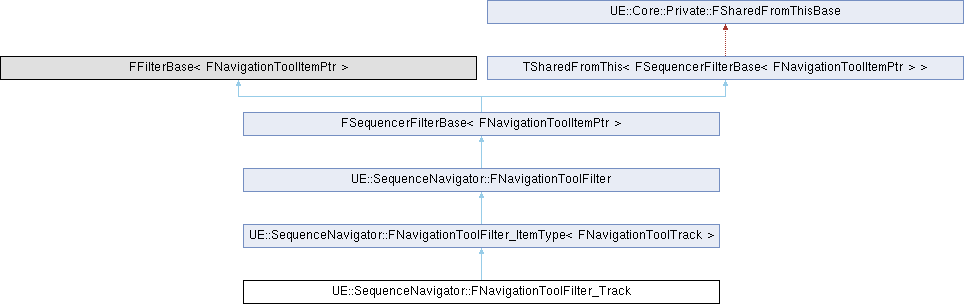 UE::Core::Private::FSharedFromThisBase
FFilterBase< FNavigationToolItemPtr >
TSharedFromThis< FSequencerFilterBase< FNavigationToolItemPtr > >
FSequencerFilterBase< FNavigationToolItemPtr >
UE::SequenceNavigator::FNavigationToolFilter
UE::SequenceNavigator::FNavigationToolFilter_ItemType< FNavigationToolTrack >
UE::SequenceNavigator::FNavigationToolFilter_Track